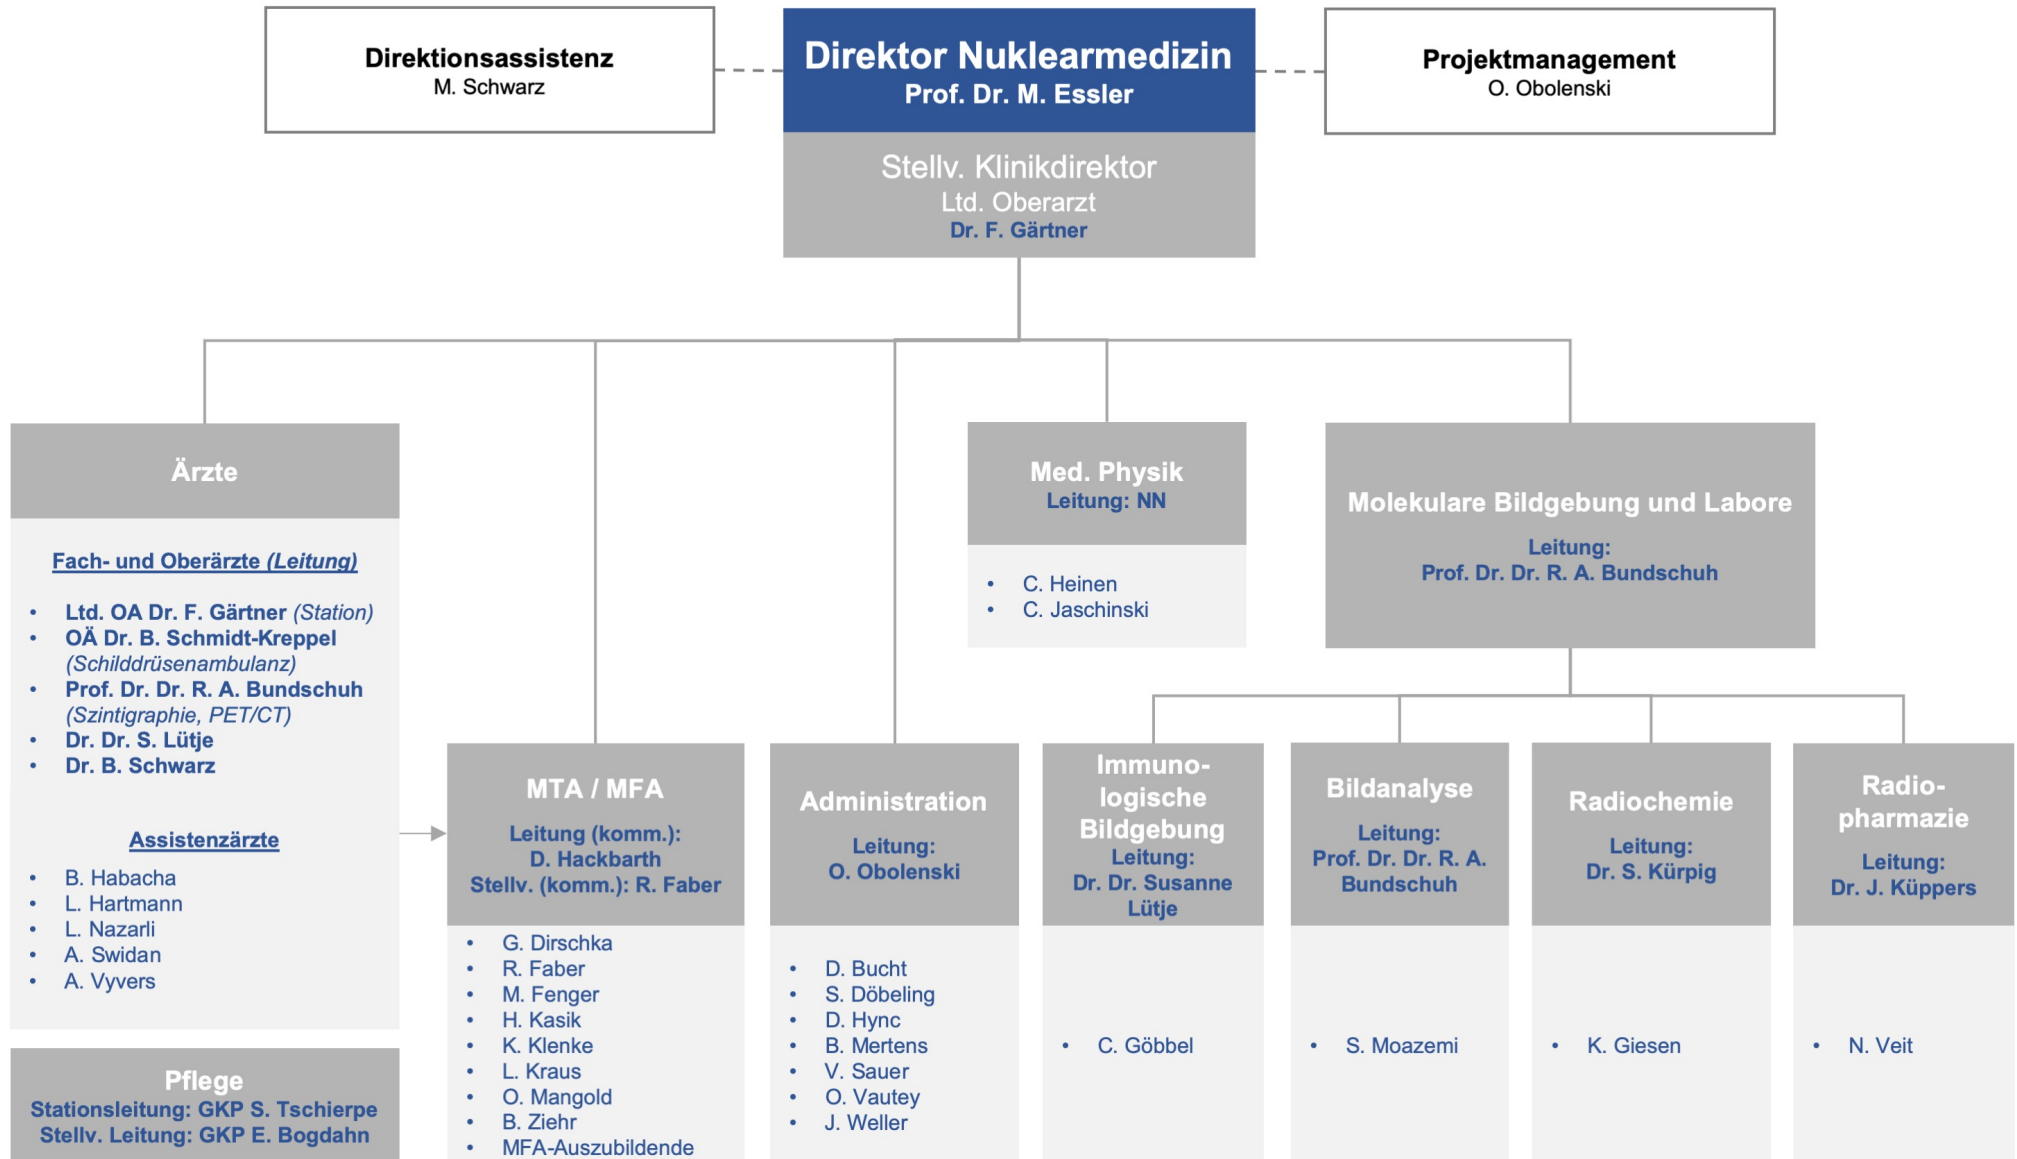 Direktionsassistenz
M. Schwarz
Direktor Nuklearmedizin
Prof. Dr. M. Essler
Projektmanagement
O. Obolenski
Stellv. Klinikdirektor
Ltd. Oberarzt
Dr. F. Gärtner
Ärzte
Fach- und Oberärzte (Leitung)
• Ltd. OA Dr. F. Gärtner (Station)
• OÄ Dr. B. Schmidt-Kreppel
(Schilddrüsenambulanz)
• Prof. Dr. Dr. R. A. Bundschuh
(Szintigraphie, PET/CT)
• Dr. Dr. S. Lütje
• Dr. B. Schwarz
Assistenzärzte
• B. Habacha
• L. Hartmann
• L. Nazarli
• A. Swidan
• A. Vyvers
Pflege
Stationsleitung: GKP S. Tschierpe
Stellv. Leitung: GKP E. Bogdahn
MTA / MFA
Leitung (komm.):
D. Hackbarth
Stellv. (komm.): R. Faber
• G. Dirschka
• R. Faber
• M. Fenger
• H. Kasik
• K. Klenke
• L. Kraus
• O. Mangold
• B. Ziehr
• MFA-Auszubildende
Administration
Leitung:
O. Obolenski
• D. Bucht
• S. Döbeling
• D. Hync
• B. Mertens
• V. Sauer
• O. Vautey
• J. Weller
Med. Physik
Leitung: NN
• C. Heinen
• C. Jaschinski
Molekulare Bildgebung und Labore
Leitung:
Prof. Dr. Dr. R. A. Bundschuh
Immuno-
logische
Bildgebung
Leitung:
Dr. Dr. Susanne
Lütje
• C. Göbbel
Bildanalyse
Leitung:
Prof. Dr. Dr. R. A.
Bundschuh
• S. Moazemi
Radiochemie
Leitung:
Dr. S. Kürpig
• K. Giesen
Radio-
pharmazie
Leitung:
Dr. J. Küppers
• N. Veit